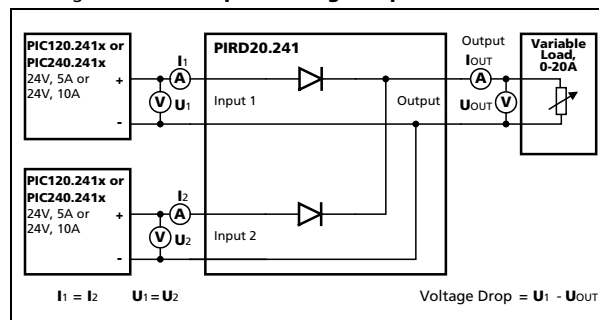 PIC120.241x or
PIC240.241x
24V, 5A or
24V, 10A
+
-
I1
A
V
U1
PIRD20.241
Input 1
Output
Output
IOUT
A
UOUT
V
Variable
Load,
0-20A
PIC120.241x or
PIC240.241x
24V, 5A or
24V, 10A
+
-
I2
A
V
U2
Input 2
I1 = I2
U1 = U2
Voltage Drop = U1 - UOUT